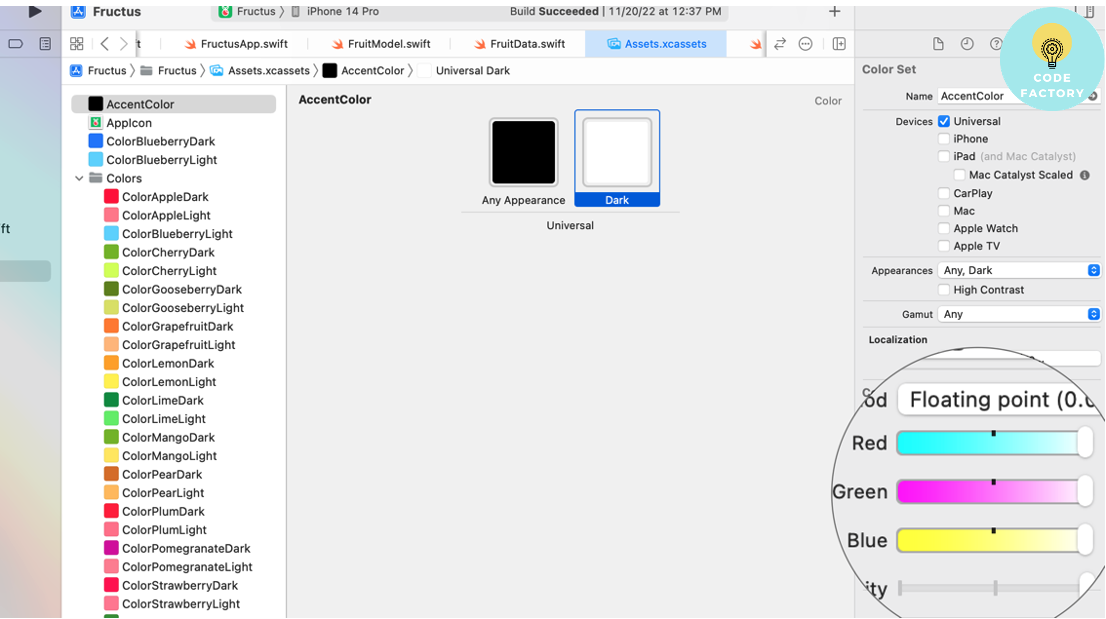 Fructus
Fructus 〉 iPhone 14 Pro
Build Succeeded | 11/20/22 at 12:37 PM
FructusApp.swift
FruitModel.swift
FruitData.swift
Assets.xcassets
Fructus 〉 Fructus 〉 Assets.xcassets 〉 AccentColor 〉 Universal Dark
ft
AccentColor
AppIcon
ColorBlueberryDark
ColorBlueberryLight
Colors
ColorAppleDark
ColorAppleLight
ColorBlueberryLight
ColorCherryDark
ColorCherryLight
ColorGooseberryDark
ColorGooseberryLight
ColorGrapefruitDark
ColorGrapefruitLight
ColorLemonDark
ColorLemonLight
ColorLimeDark
ColorLimeLight
ColorMangoDark
ColorMangoLight
ColorPearDark
ColorPearLight
ColorPlumDark
ColorPlumLight
ColorPomegranateDark
ColorPomegranateLight
ColorStrawberryDark
ColorStrawberryLight
AccentColor
Color
Any Appearance
Dark
Universal
CODE
FACTORY
Color Set
Name AccentColor
Devices Universal
iPhone
iPad (and Mac Catalyst)
Mac Catalyst Scaled
CarPlay
Mac
Apple Watch
Apple TV
Appearances Any, Dark
High Contrast
Gamut Any
Localization
od Floating point (0.0
Red
Green
Blue
ity